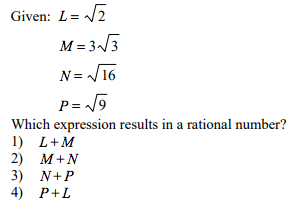 Given: L = √2
M = 3√3
N = √16
P = √9
Which expression results in a rational number?
1) L + M
2) M + N
3) N + P
4) P + L